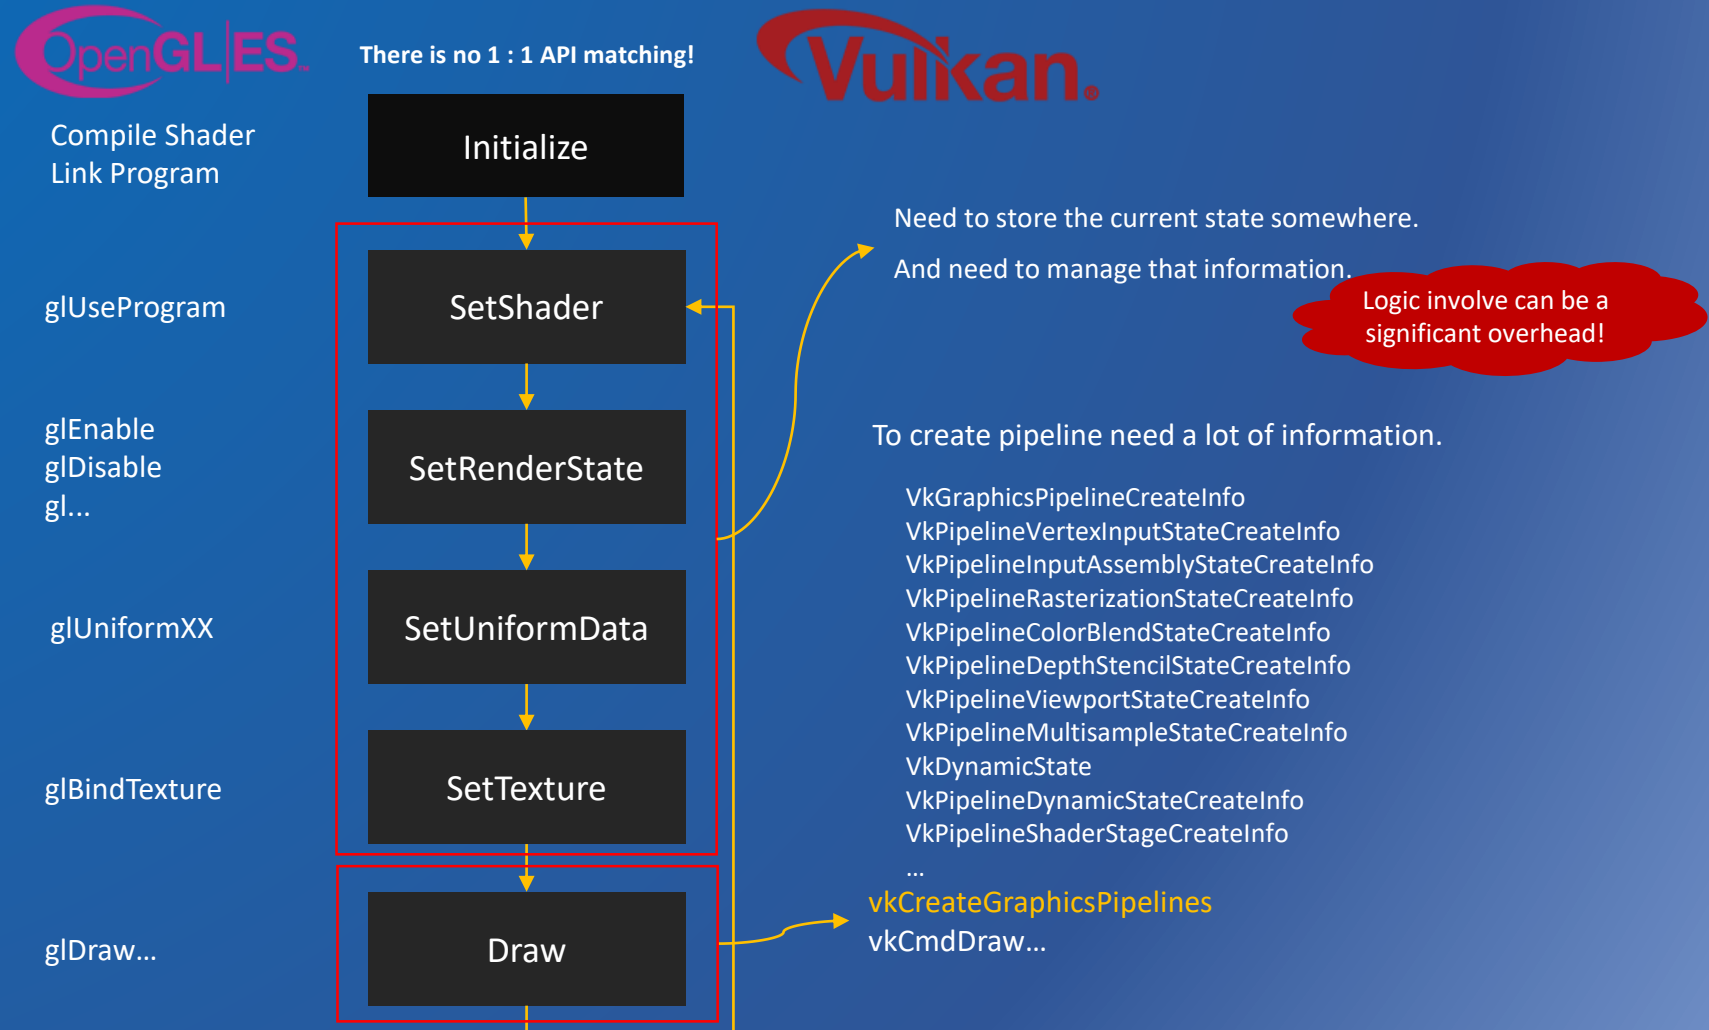 OpenGL|ES™
There is no 1 : 1 API matching!
Vulkan®
Compile Shader
Link Program
Initialize
Need to store the current state somewhere.
And need to manage that information.
Logic involve can be a
significant overhead!
glUseProgram
SetShader
glEnable
glDisable
gl...
SetRenderState
To create pipeline need a lot of information.
VkGraphicsPipelineCreateInfo
VkPipelineVertexInputStateCreateInfo
VkPipelineInputAssemblyStateCreateInfo
VkPipelineRasterizationStateCreateInfo
VkPipelineColorBlendStateCreateInfo
VkPipelineDepthStencilStateCreateInfo
VkPipelineViewportStateCreateInfo
VkPipelineMultisampleStateCreateInfo
VkDynamicState
VkPipelineDynamicStateCreateInfo
VkPipelineShaderStageCreateInfo
...
glUniformXX
SetUniformData
glBindTexture
SetTexture
glDraw...
Draw
vkCreateGraphicsPipelines
vkCmdDraw...